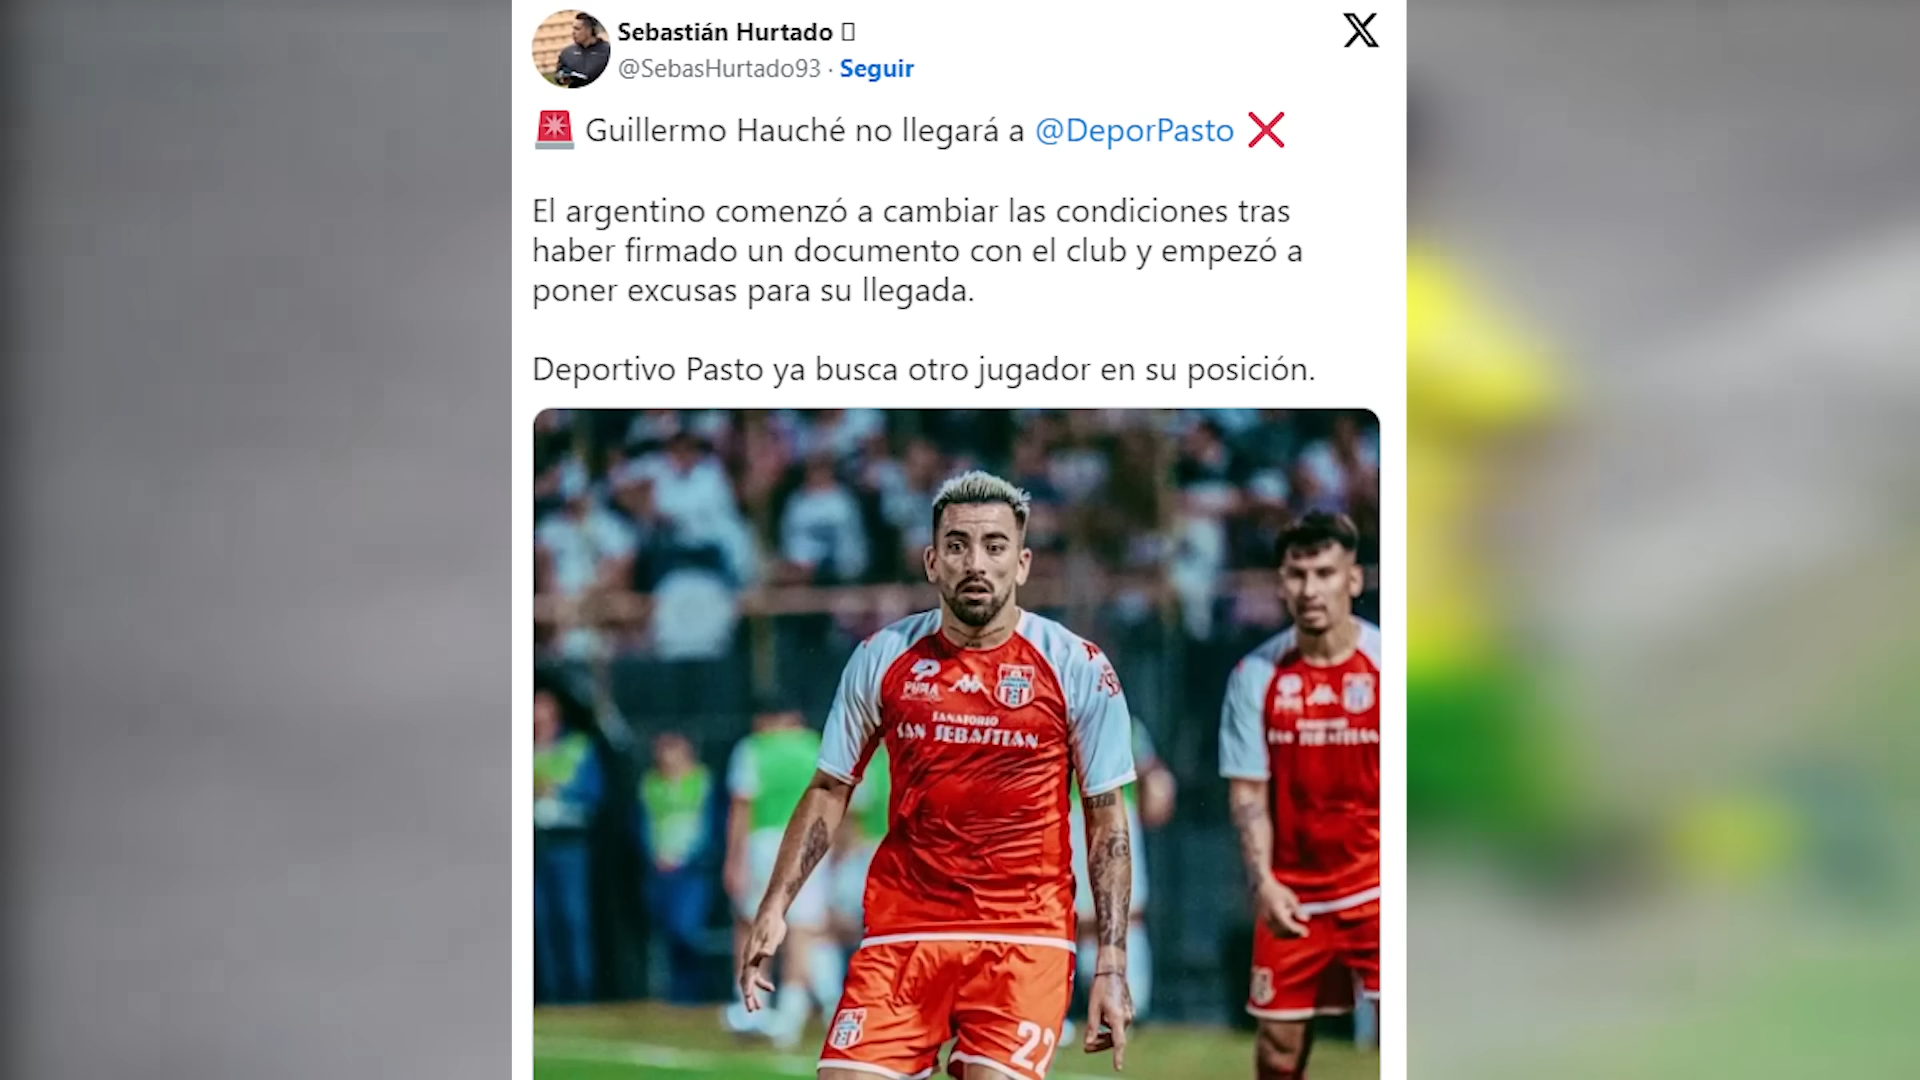 Sebastián Hurtado
@SebasHurtado93 · Seguir
Guillermo Hauché no llegará a @DeporPasto
El argentino comenzó a cambiar las condiciones tras
haber firmado un documento con el club y empezó a
poner excusas para su llegada.
Deportivo Pasto ya busca otro jugador en su posición.
SANATORIO
SAN SEBASTIAN
22